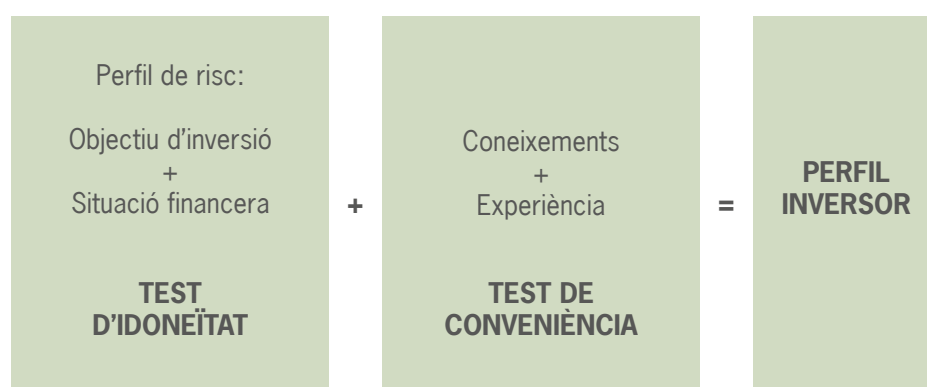 Perfil de risc:
Objectiu d'inversió
+
Situació financera
TEST
D'IDONEÏTAT
+
Coneixements
+
Experiència
TEST DE
CONVENIÈNCIA
=
PERFIL
INVERSOR